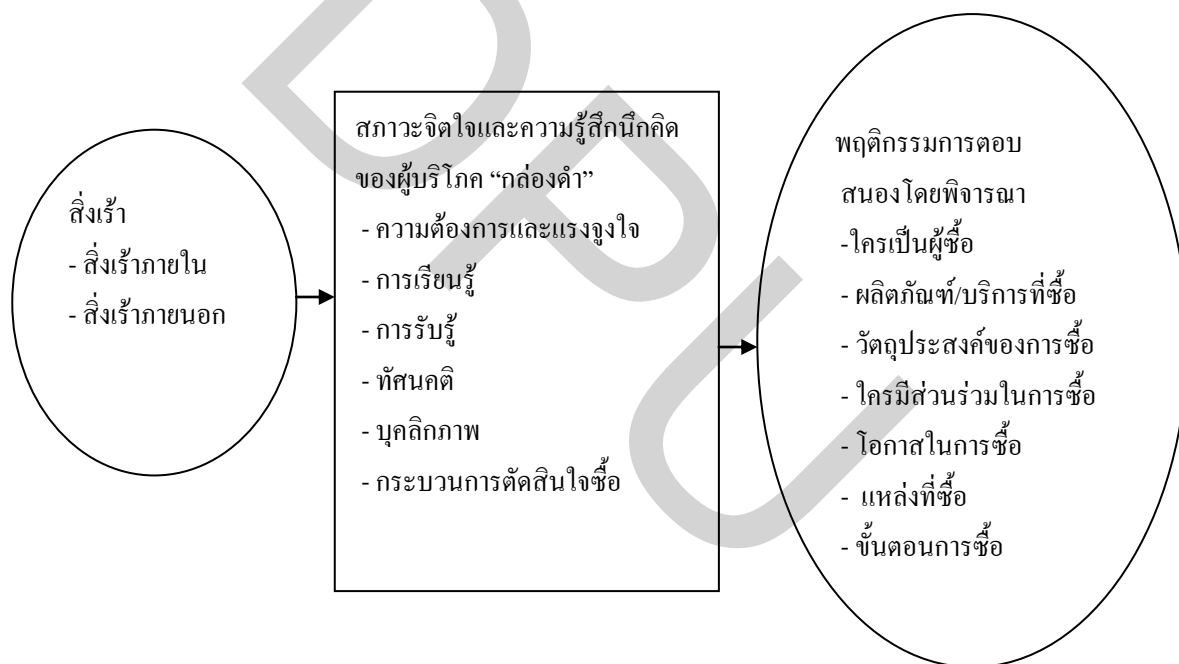 สิ่งเร้า
- สิ่งเร้าภายใน
- สิ่งเร้าภายนอก
สภาวะจิตใจและความรู้สึกนึกคิด
ของผู้บริโภค “กล่องดำ”
- ความต้องการและแรงจูงใจ
- การเรียนรู้
- การรับรู้
- ทัศนคติ
- บุคลิกภาพ
- กระบวนการตัดสินใจซื้อ
พฤติกรรมการตอบ
สนองโดยพิจารณา
-ใครเป็นผู้ซื้อ
- ผลิตภัณฑ์/บริการที่ซื้อ
- วัตถุประสงค์ของการซื้อ
- ใครมีส่วนร่วมในการซื้อ
- โอกาสในการซื้อ
- แหล่งที่ซื้อ
- ขั้นตอนการซื้อ
DPU